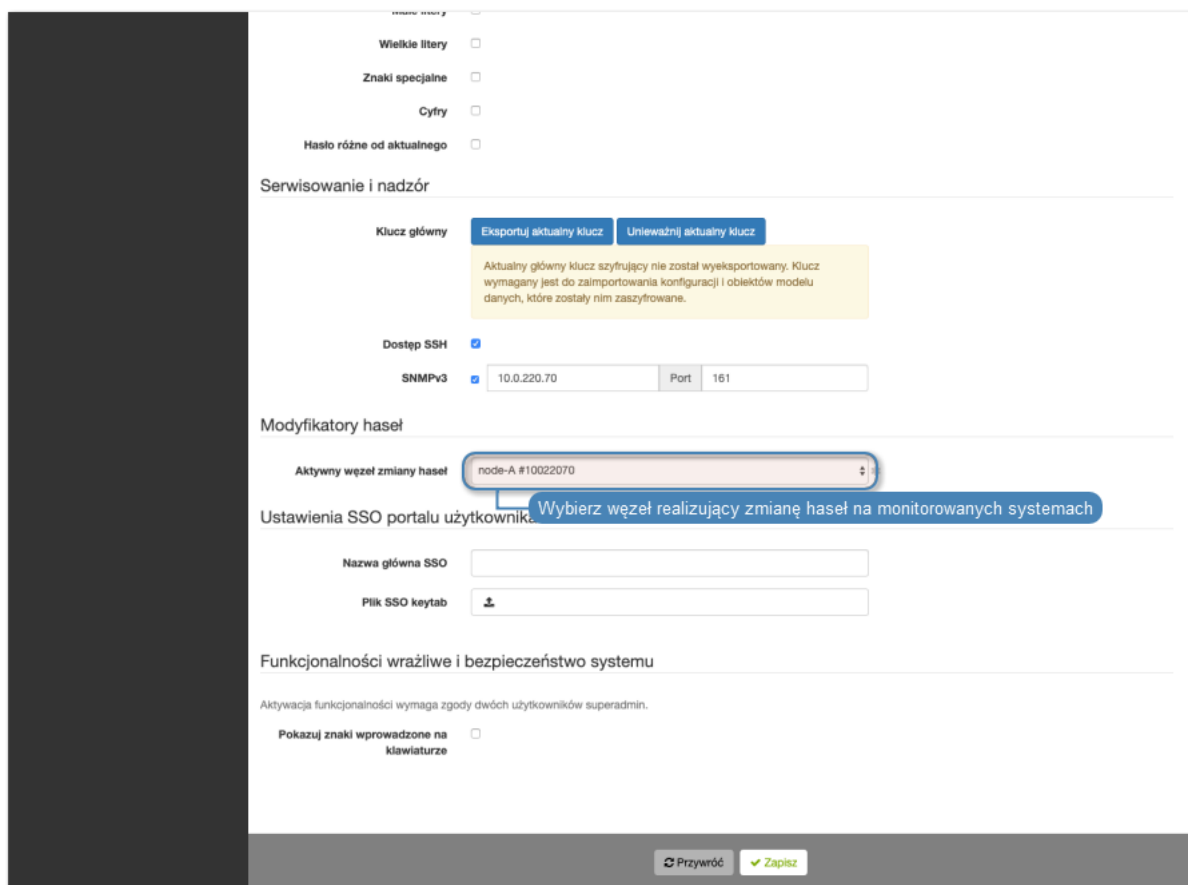 Małe litery
Wielkie litery
Znaki specjalne
Cyfry
Hasło różne od aktualnego
Serwisowanie i nadzór
Klucz główny Eksportuj aktualny klucz Unieważnij aktualny klucz
Aktualny główny klucz szyfrujący nie został wyeksportowany. Klucz
wymagany jest do zaimportowania konfiguracji i obiektów modelu
danych, które zostały nim zaszyfrowane.
Dostęp SSH
SNMPv3 10.0.220.70 Port 161
Modyfikatory haseł
Aktywny węzeł zmiany haseł node-A #10022070
Wybierz węzeł realizujący zmianę haseł na monitorowanych systemach
Ustawienia SSO portalu użytkownika
Nazwa główna SSO
Plik SSO keytab
Funkcjonalności wrażliwe i bezpieczeństwo systemu
Aktywacja funkcjonalności wymaga zgody dwóch użytkowników superadmin.
Pokazuj znaki wprowadzone na
klawiaturze
Przywróć Zapisz